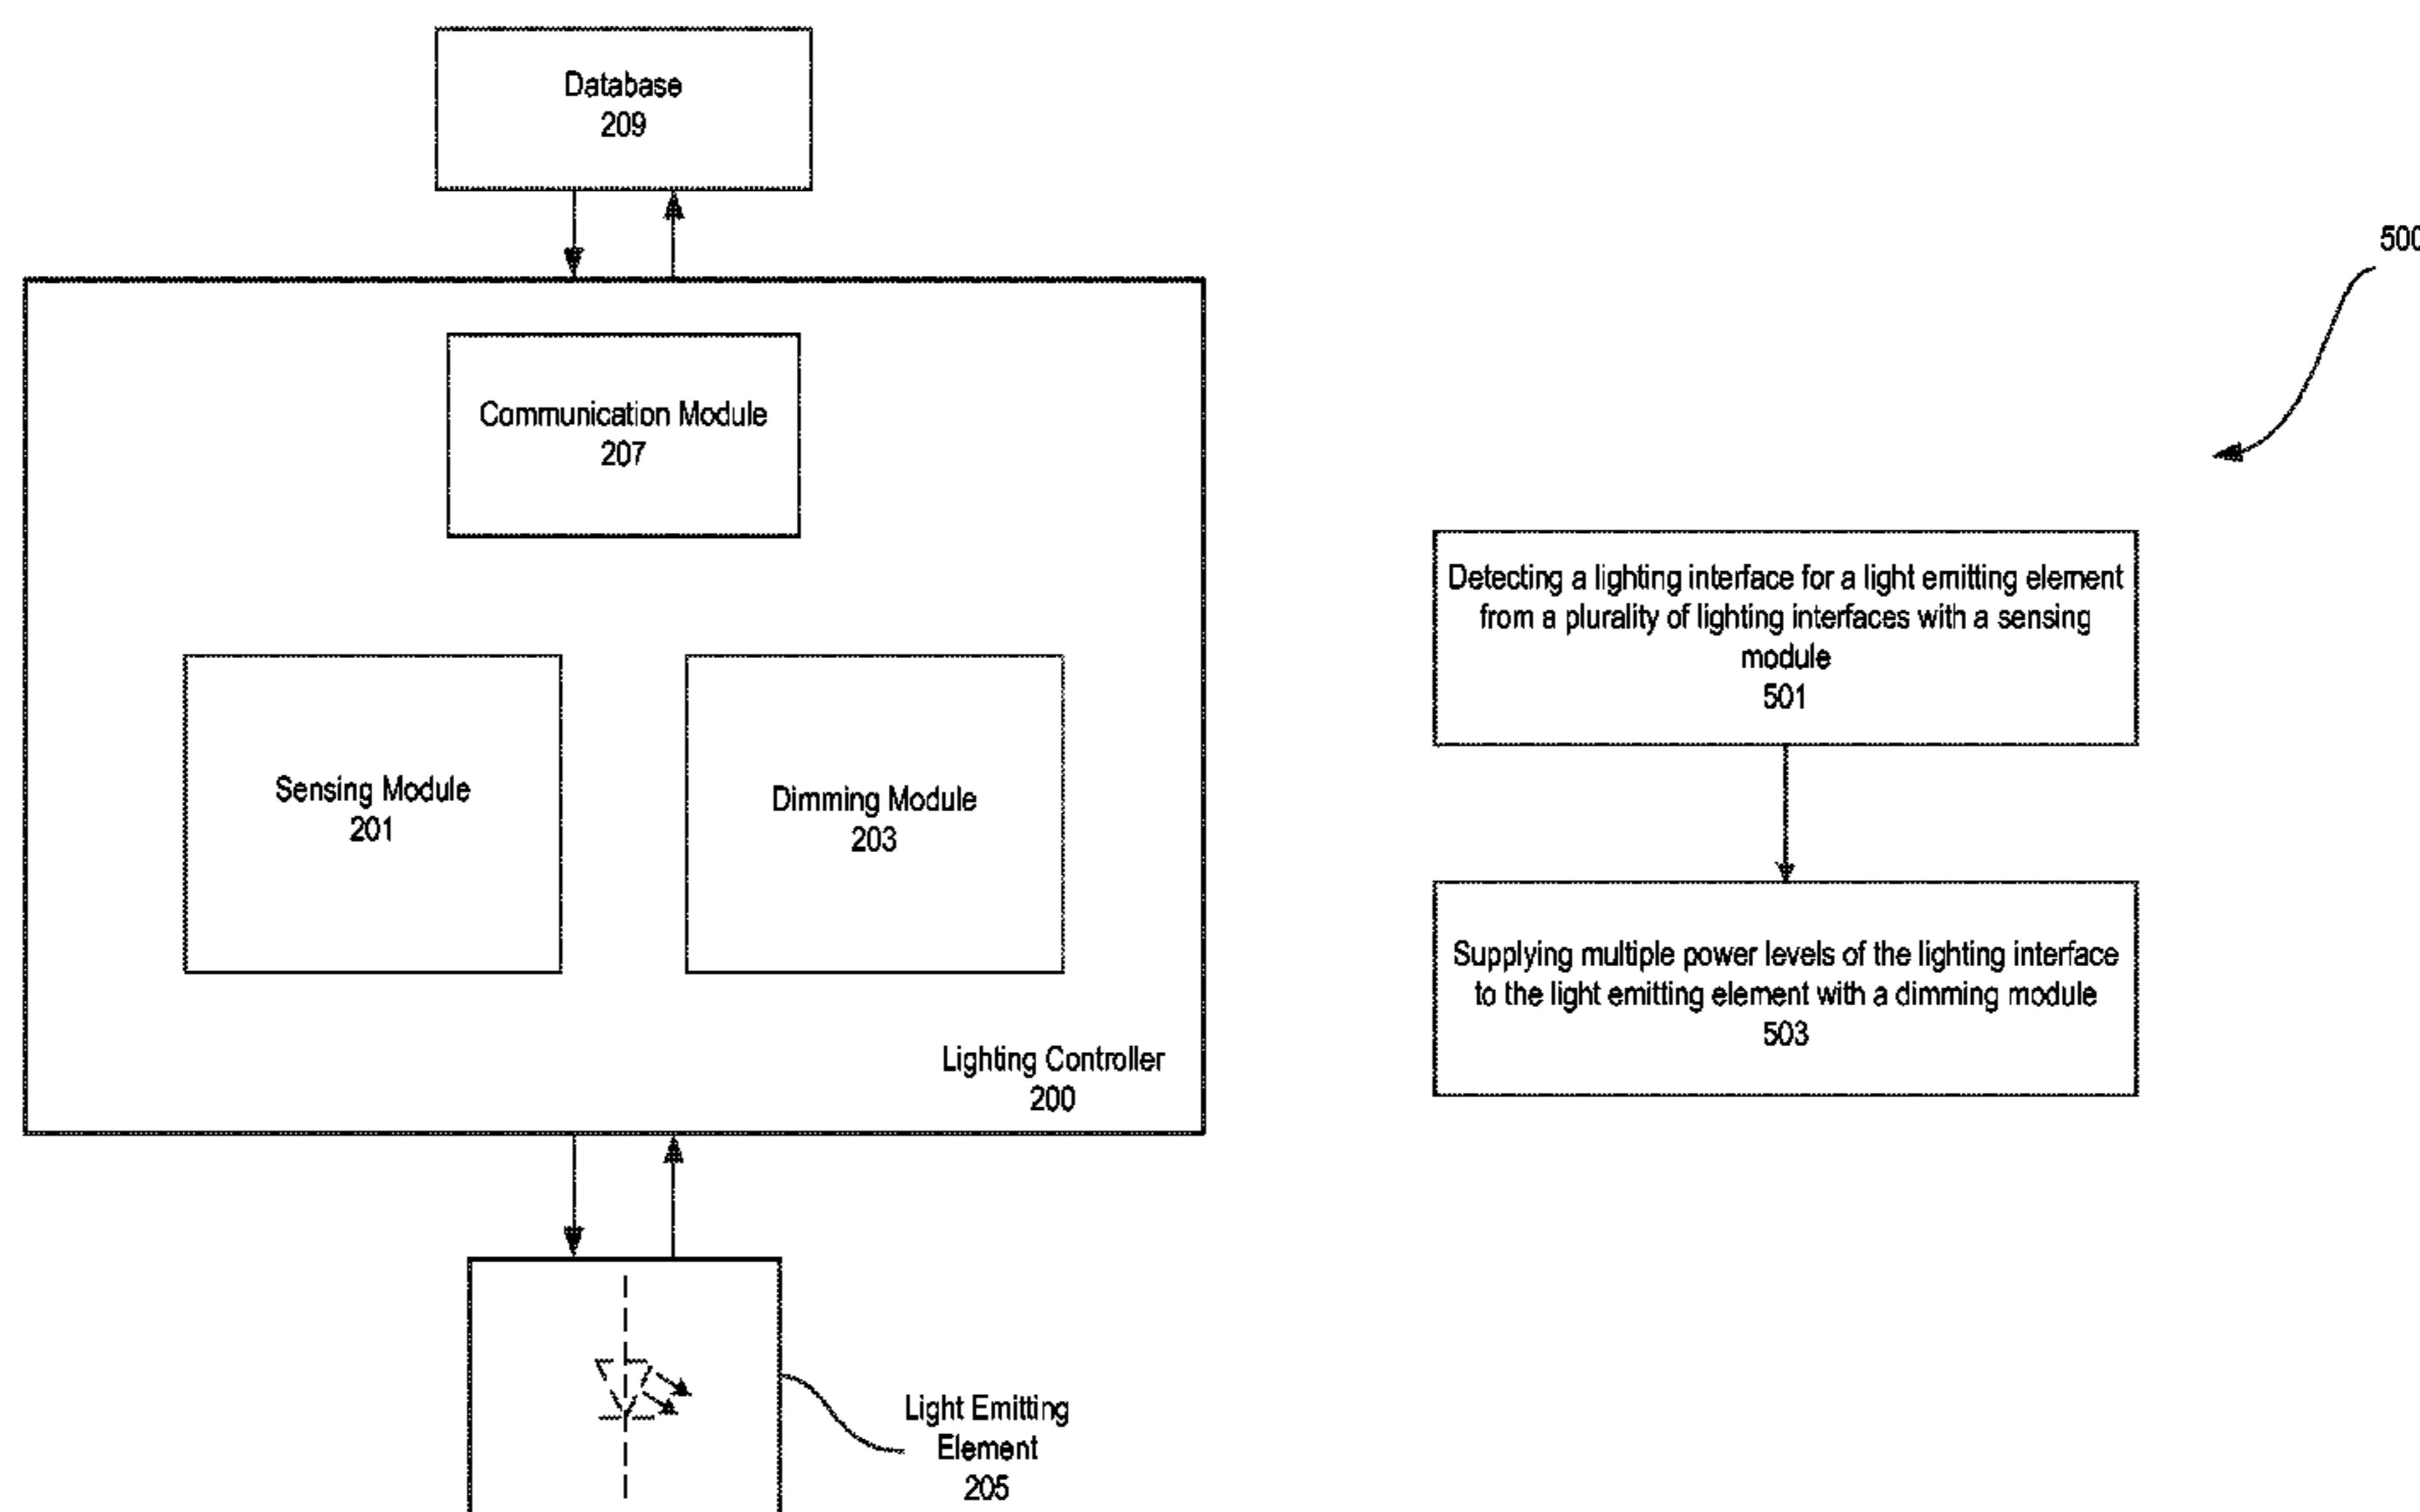 Database
209
Communication Module
207
Sensing Module
201
Dimming Module
203
Lighting Controller
200
Light Emitting
Element
205
500
Detecting a lighting interface for a light emitting element
from a plurality of lighting interfaces with a sensing
module
501
Supplying multiple power levels of the lighting interface
to the light emitting element with a dimming module
503